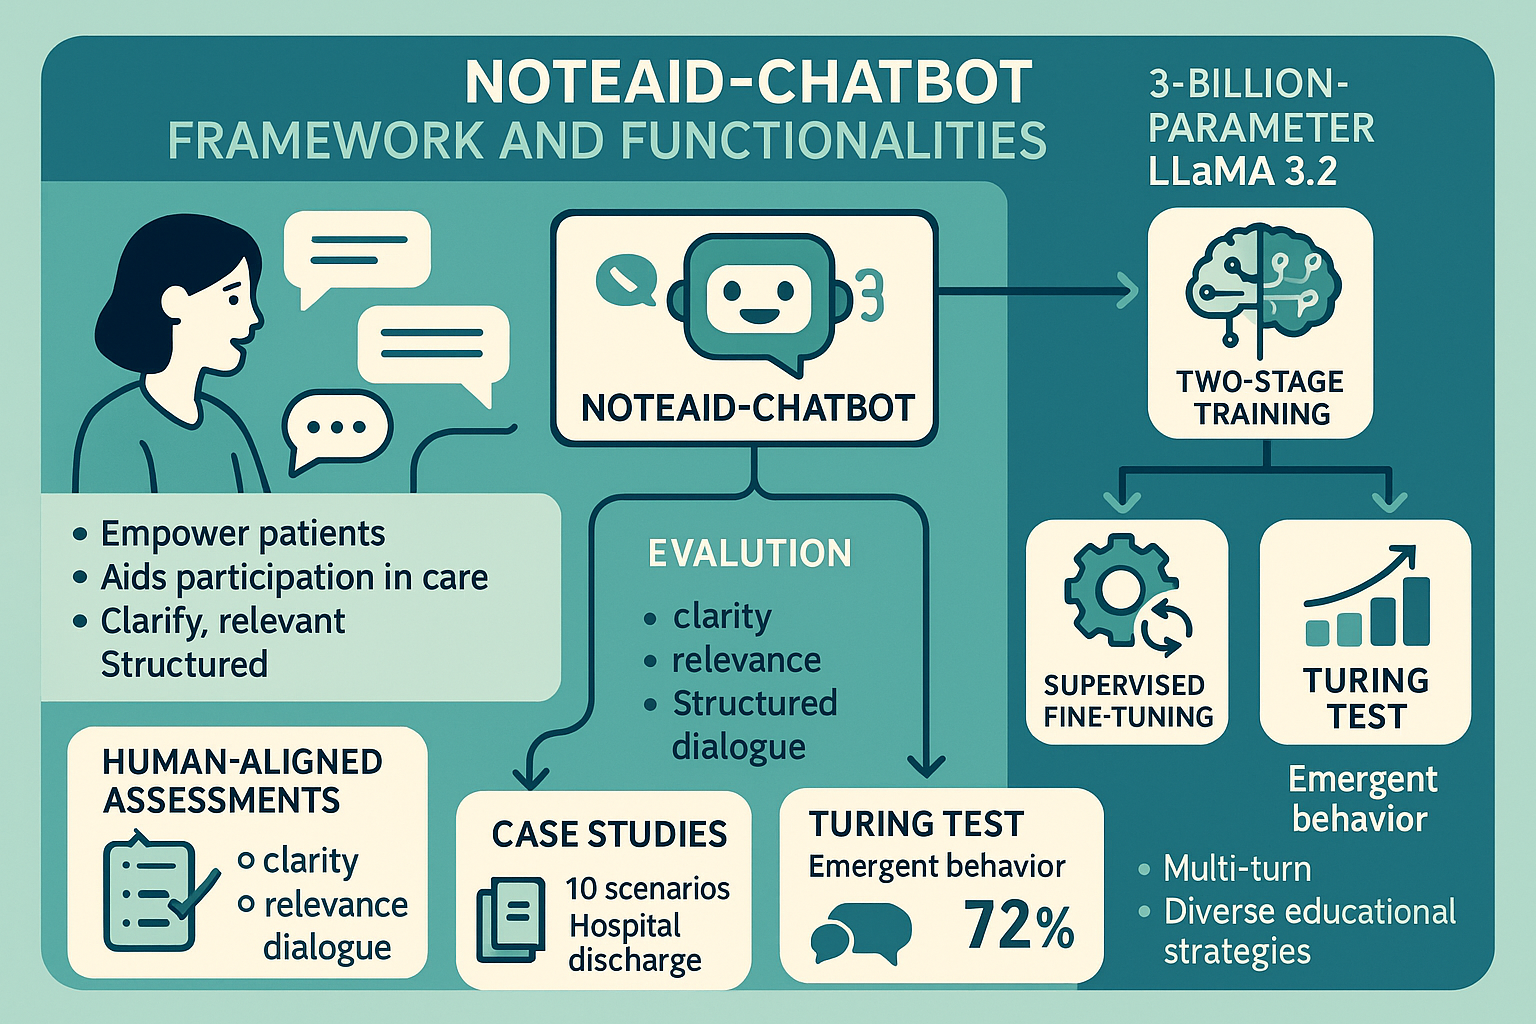 NOTEAID-CHATBOT
FRAMEWORK AND FUNCTIONALITIES
3-BILLION-
PARAMETER
LLaMA 3.2
NOTEAID-CHATBOT
TWO-STAGE
TRAINING
• Empower patients
• Aids participation in care
• Clarify, relevant
Structured
EVALUTION
• clarity
• relevance
• Structured
dialogue
SUPERVISED
FINE-TUNING
TURING
TEST
Emergent
behavior
• Multi-turn
• Diverse educational
strategies
HUMAN-ALIGNED
ASSESSMENTS
clarity
relevance
dialogue
CASE STUDIES
10 scenarios
Hospital
discharge
TURING TEST
Emergent behavior
72%